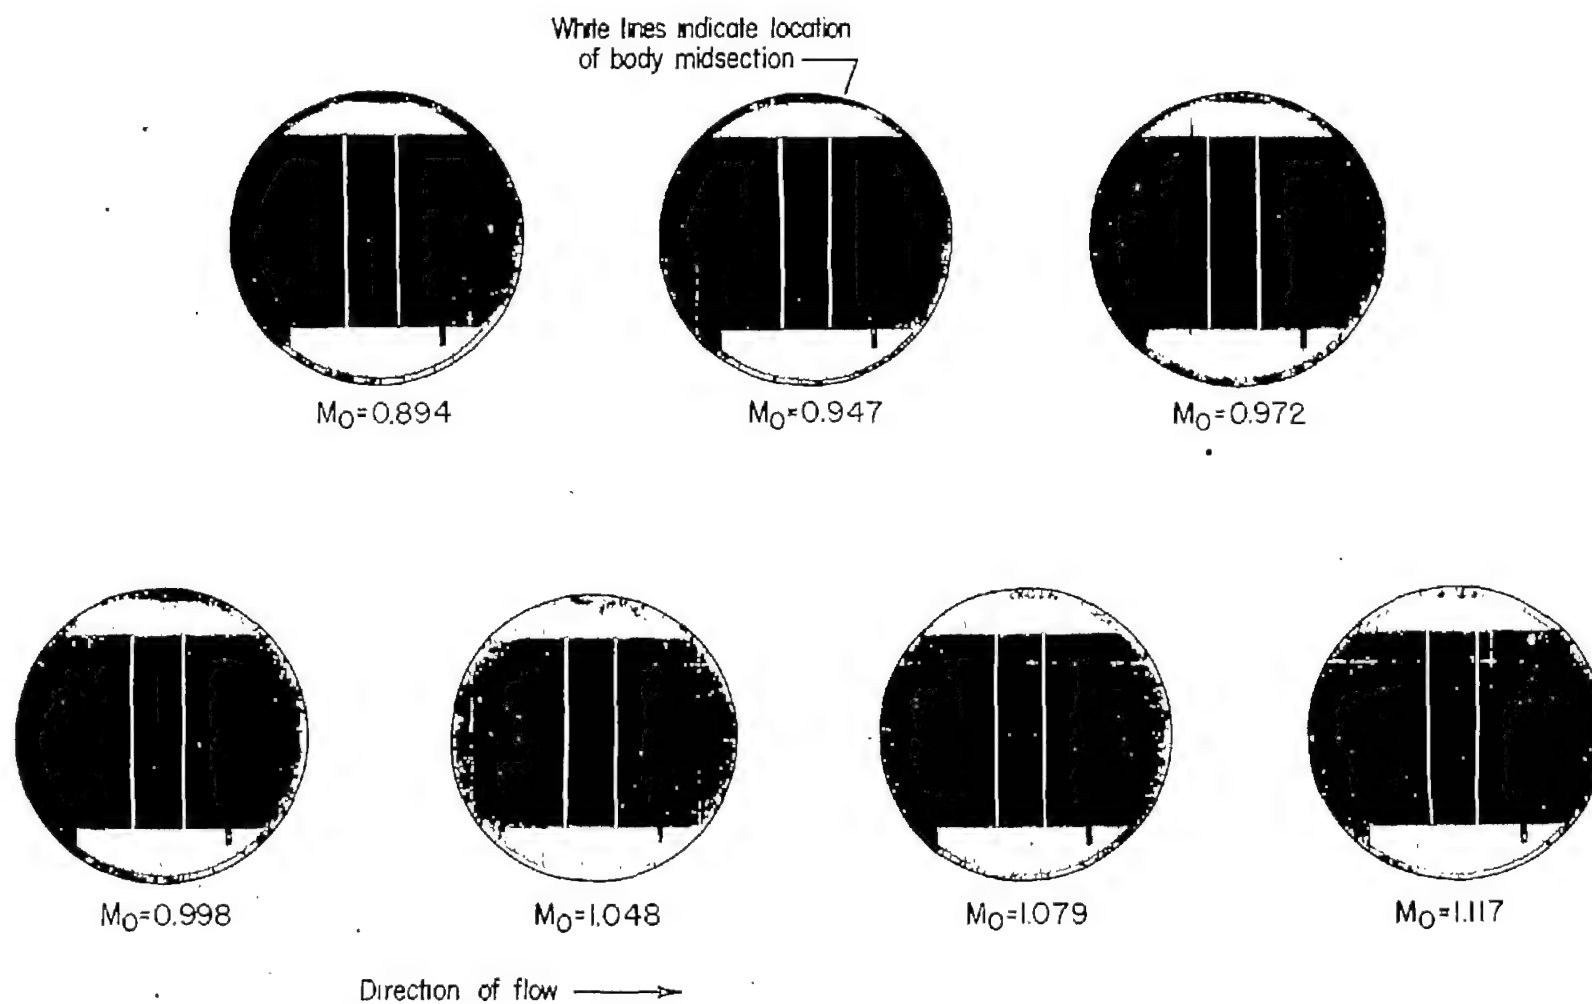 White lines indicate location
of body midsection
M₀=0.894
M₀=0.947
M₀=0.972
M₀=0.998
M₀=1.048
M₀=1.079
M₀=1.117
Direction of flow